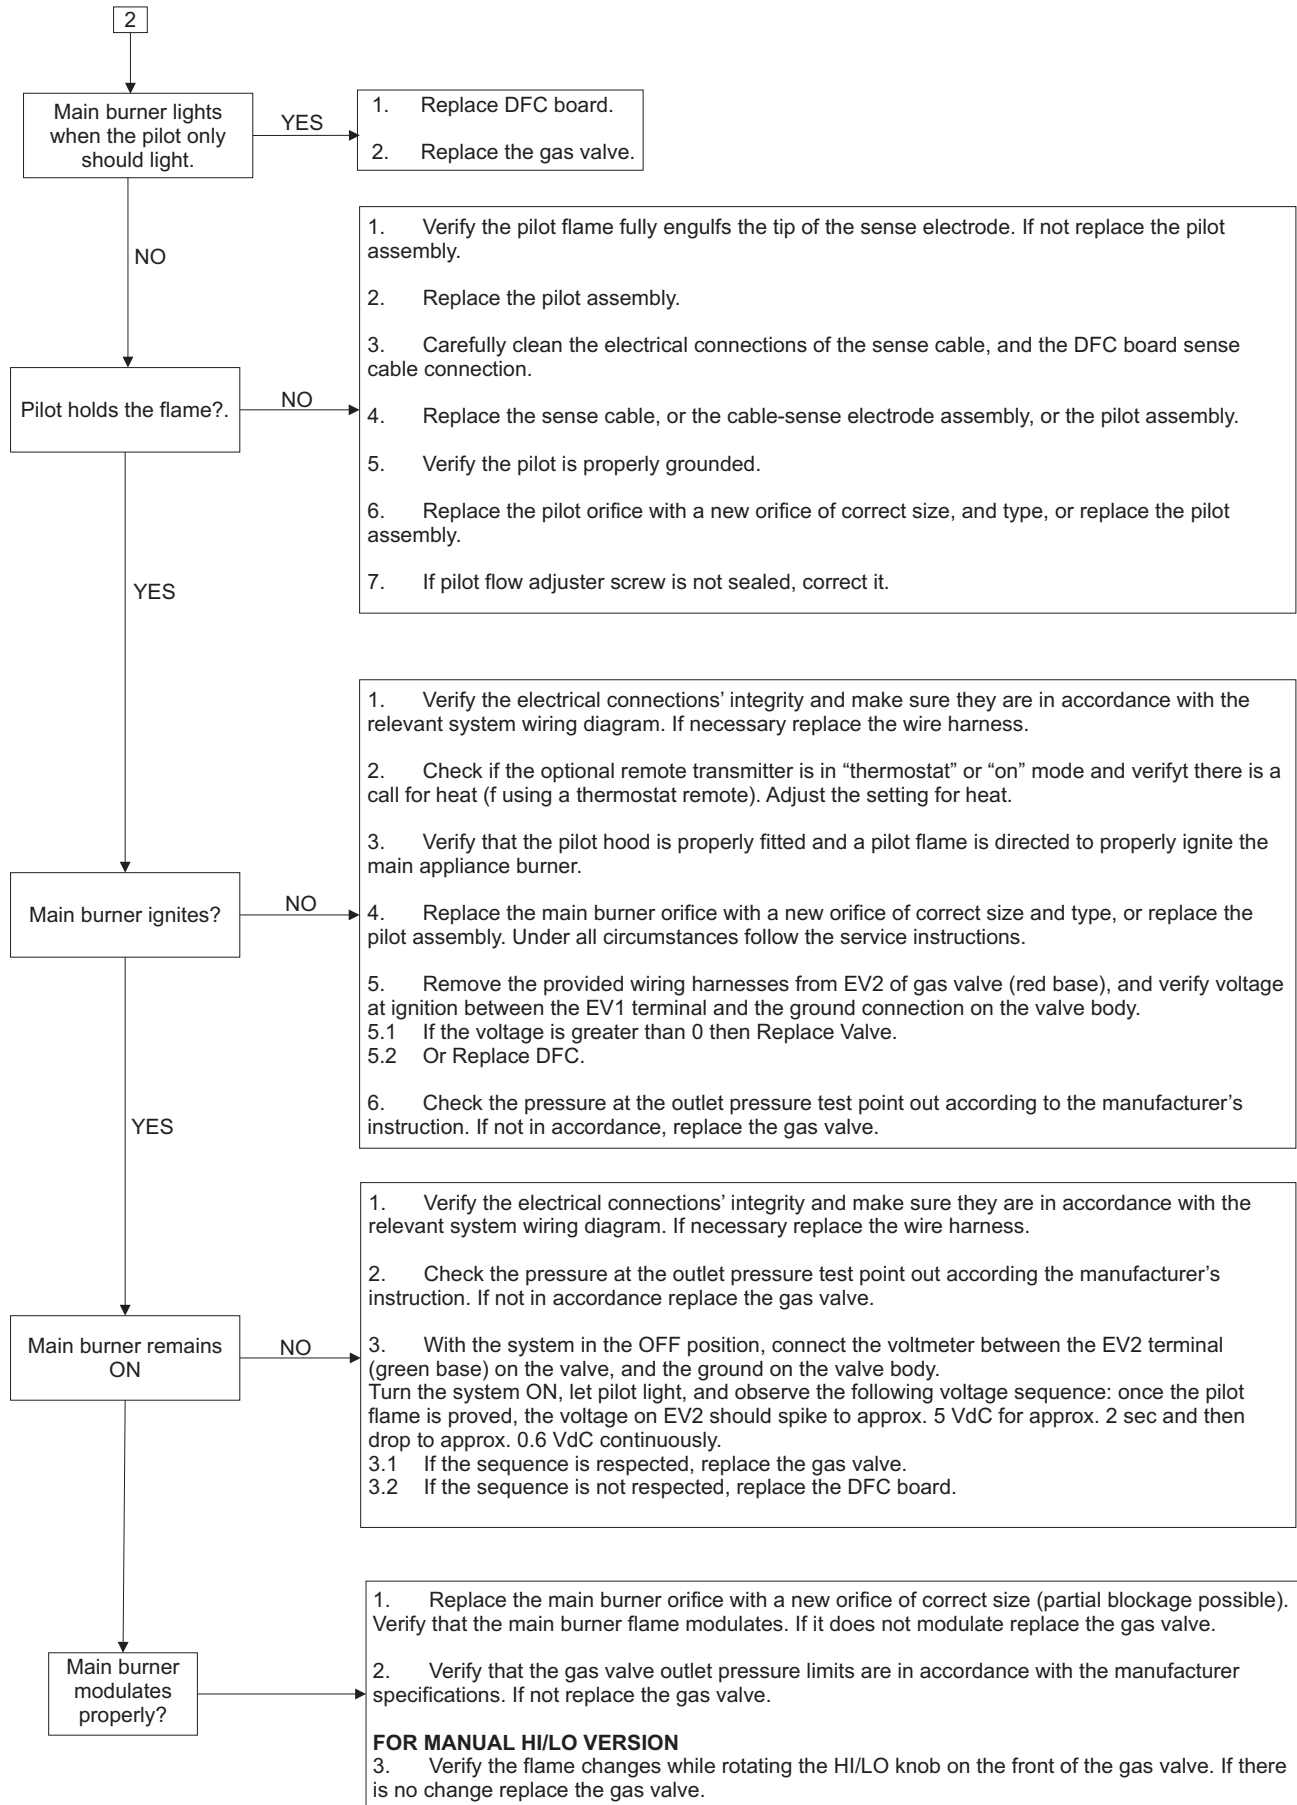 2
Main burner lights
when the pilot only
should light.
YES
1. Replace DFC board.
2. Replace the gas valve.
NO
1. Verify the pilot flame fully engulfs the tip of the sense electrode. If not replace the pilot
assembly.
2. Replace the pilot assembly.
3. Carefully clean the electrical connections of the sense cable, and the DFC board sense
cable connection.
4. Replace the sense cable, or the cable-sense electrode assembly, or the pilot assembly.
5. Verify the pilot is properly grounded.
6. Replace the pilot orifice with a new orifice of correct size, and type, or replace the pilot
assembly.
7. If pilot flow adjuster screw is not sealed, correct it.
Pilot holds the flame?.
NO
YES
1. Verify the electrical connections’ integrity and make sure they are in accordance with the
relevant system wiring diagram. If necessary replace the wire harness.
2. Check if the optional remote transmitter is in “thermostat” or “on” mode and verifyt there is a
call for heat (f using a thermostat remote). Adjust the setting for heat.
3. Verify that the pilot hood is properly fitted and a pilot flame is directed to properly ignite the
main appliance burner.
4. Replace the main burner orifice with a new orifice of correct size and type, or replace the
pilot assembly. Under all circumstances follow the service instructions.
5. Remove the provided wiring harnesses from EV2 of gas valve (red base), and verify voltage
at ignition between the EV1 terminal and the ground connection on the valve body.
5.1 If the voltage is greater than 0 then Replace Valve.
5.2 Or Replace DFC.
6. Check the pressure at the outlet pressure test point out according to the manufacturer’s
instruction. If not in accordance, replace the gas valve.
Main burner ignites?
NO
YES
1. Verify the electrical connections’ integrity and make sure they are in accordance with the
relevant system wiring diagram. If necessary replace the wire harness.
2. Check the pressure at the outlet pressure test point out according the manufacturer’s
instruction. If not in accordance replace the gas valve.
3. With the system in the OFF position, connect the voltmeter between the EV2 terminal
(green base) on the valve, and the ground on the valve body.
Turn the system ON, let pilot light, and observe the following voltage sequence: once the pilot
flame is proved, the voltage on EV2 should spike to approx. 5 VdC for approx. 2 sec and then
drop to approx. 0.6 VdC continuously.
3.1 If the sequence is respected, replace the gas valve.
3.2 If the sequence is not respected, replace the DFC board.
Main burner remains
ON
NO
1. Replace the main burner orifice with a new orifice of correct size (partial blockage possible).
Verify that the main burner flame modulates. If it does not modulate replace the gas valve.
2. Verify that the gas valve outlet pressure limits are in accordance with the manufacturer
specifications. If not replace the gas valve.
FOR MANUAL HI/LO VERSION
3. Verify the flame changes while rotating the HI/LO knob on the front of the gas valve. If there
is no change replace the gas valve.
Main burner
modulates
properly?